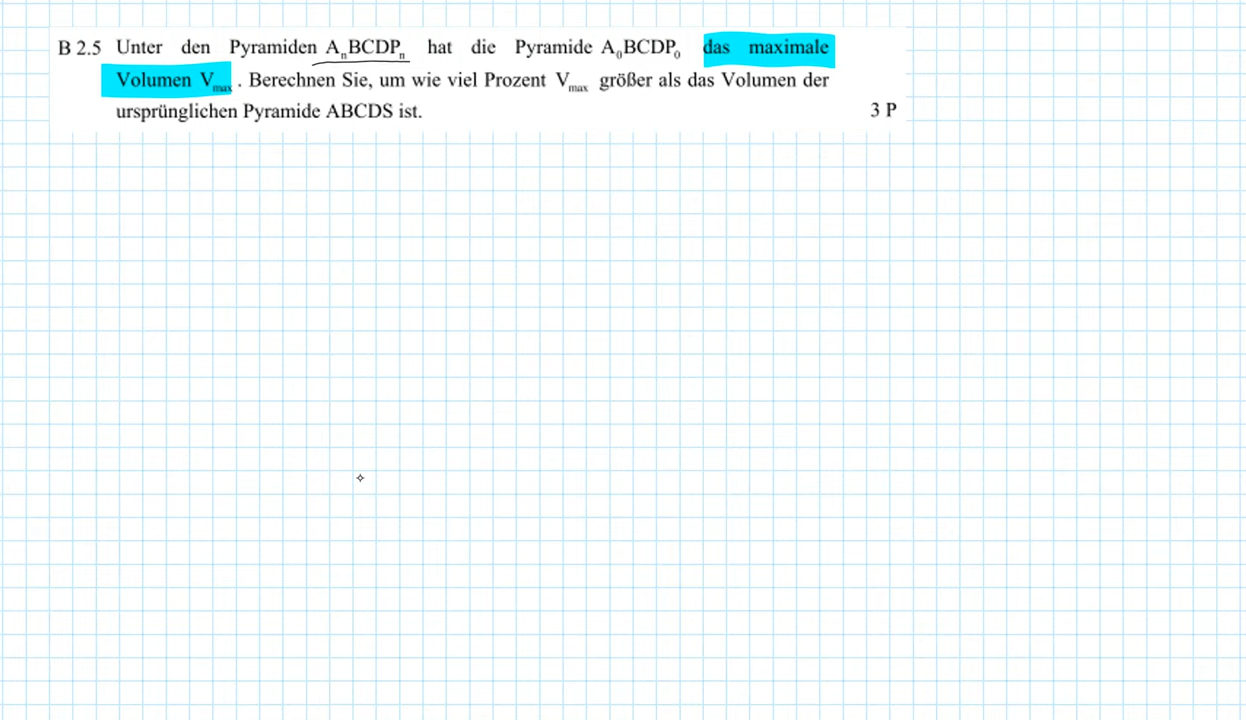 B 2.5 Unter den Pyramiden AₙBCDPₙ hat die Pyramide A₀BCDP₀ das maximale
Volumen Vmax . Berechnen Sie, um wie viel Prozent Vmax größer als das Volumen der
ursprünglichen Pyramide ABCDS ist. 3 P